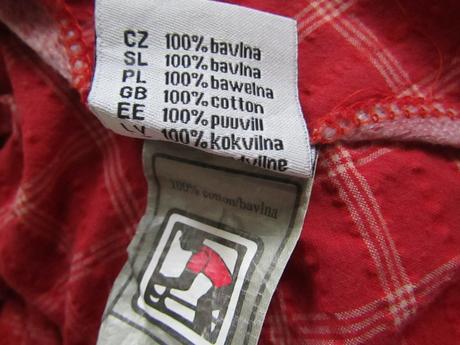 CZ 100% bavlna
SL 100% bavlna
PL 100% bawełna
GB 100% cotton
EE 100% puuvill
LV 100% kokvilna
100% cotton/bavlna